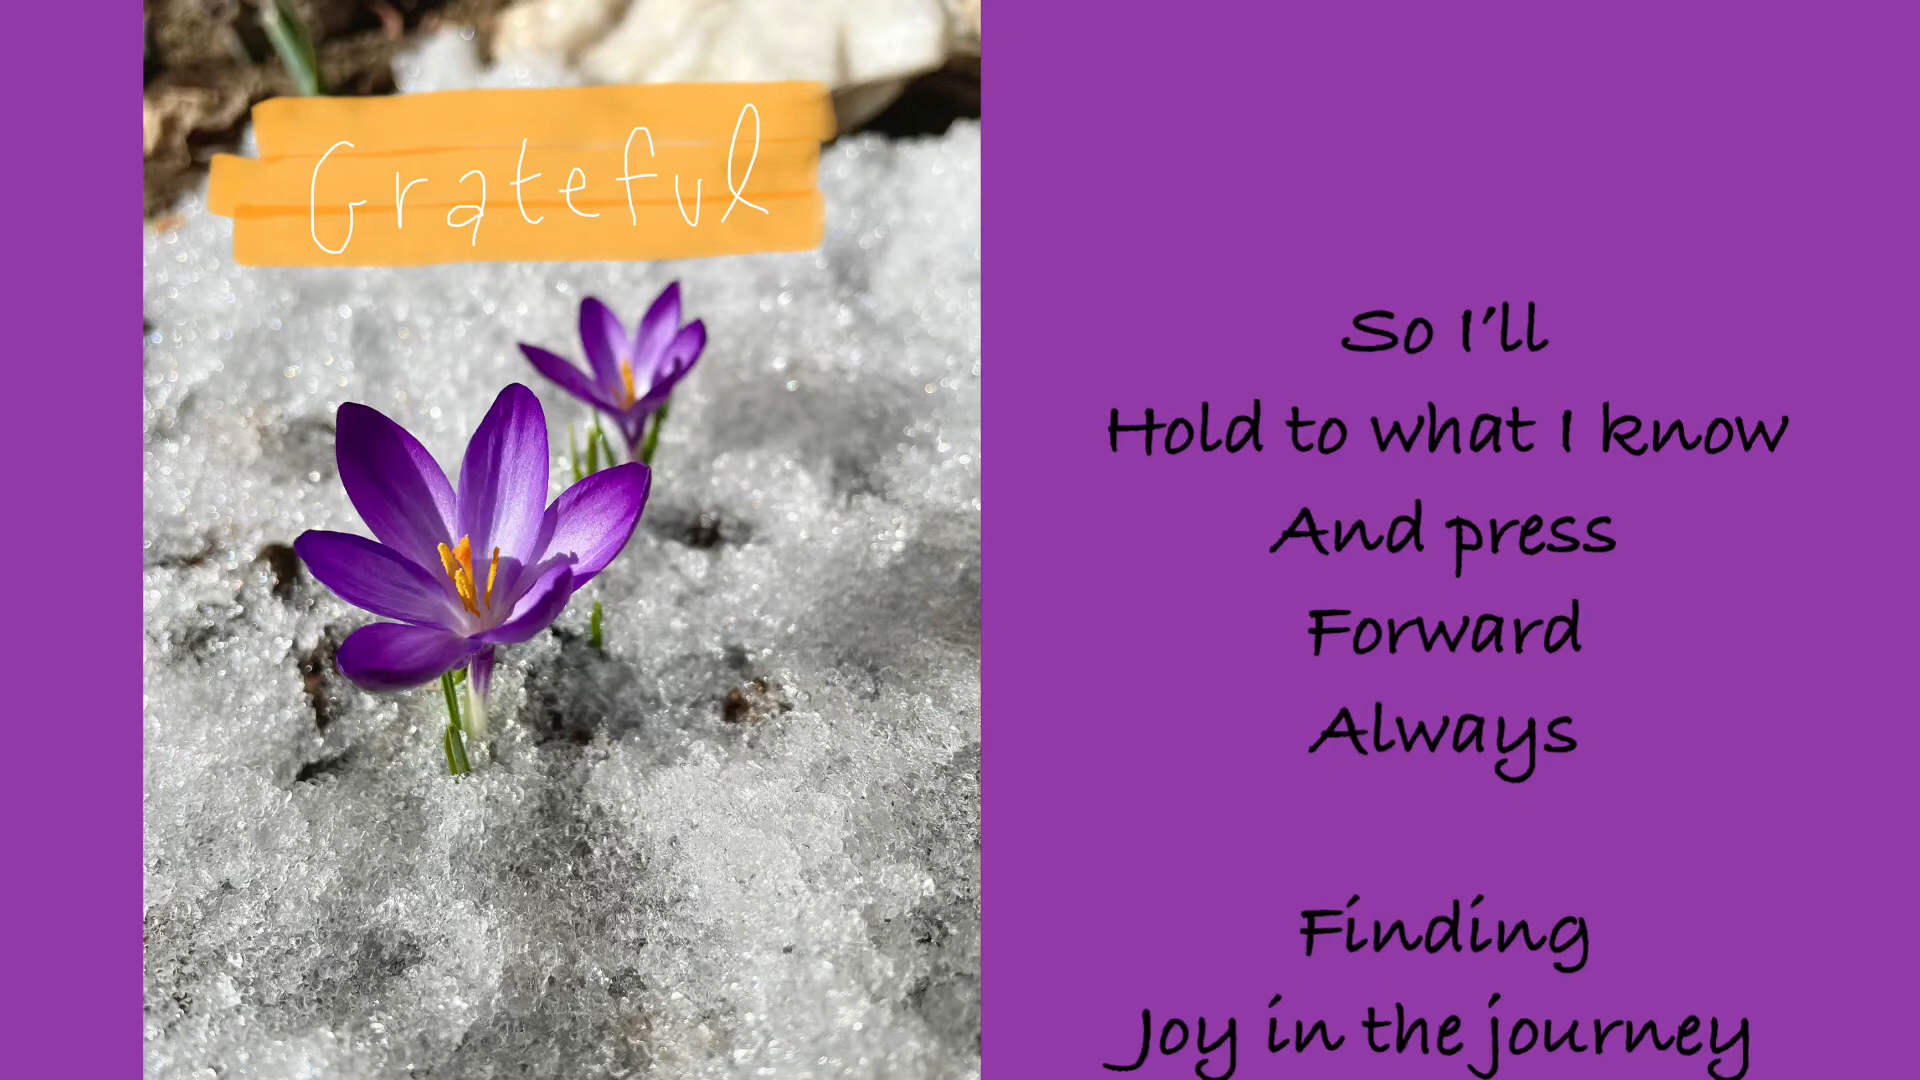 Grateful
So I'll
Hold to what I know
And press
Forward
Always
Finding
Joy in the journey